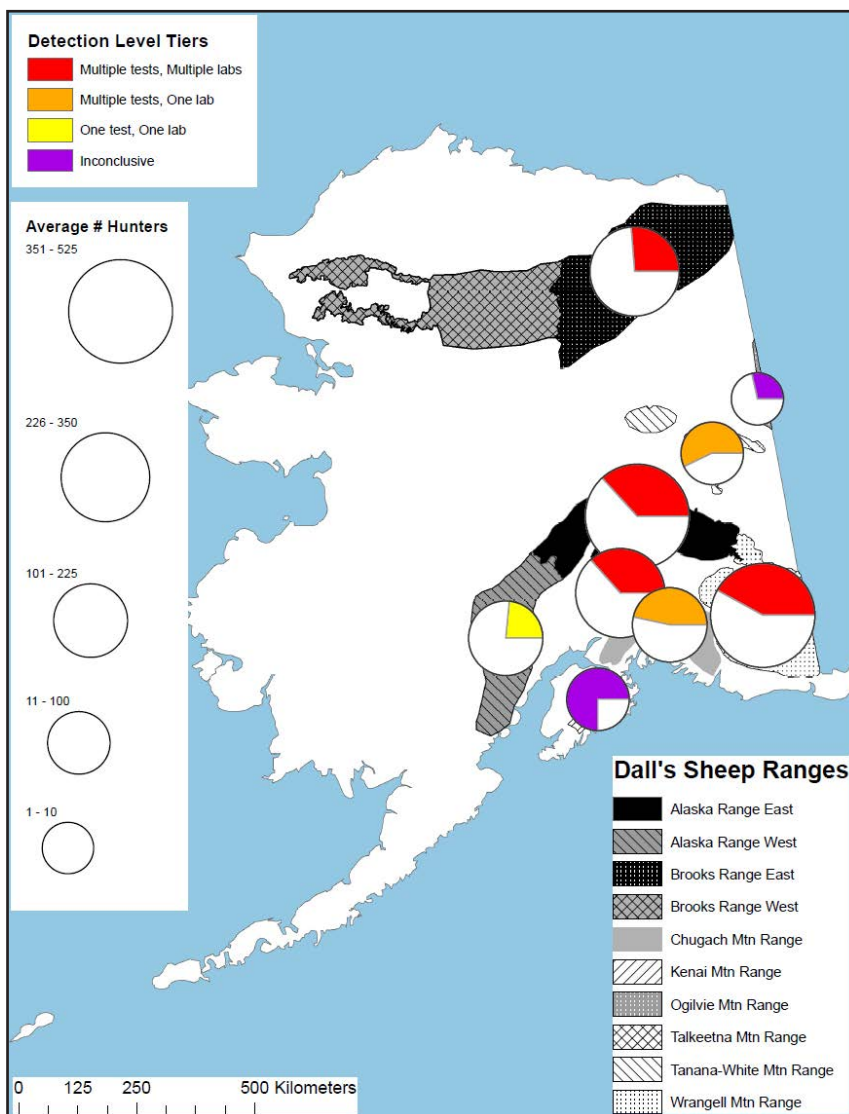 Detection Level Tiers
Multiple tests, Multiple labs
Multiple tests, One lab
One test, One lab
Inconclusive
Average # Hunters
351 - 525
226 - 350
101 - 225
11 - 100
1 - 10
Dall's Sheep Ranges
Alaska Range East
Alaska Range West
Brooks Range East
Brooks Range West
Chugach Mtn Range
Kenai Mtn Range
Ogilvie Mtn Range
Talkeetna Mtn Range
Tanana-White Mtn Range
Wrangell Mtn Range
0 125 250 500 Kilometers